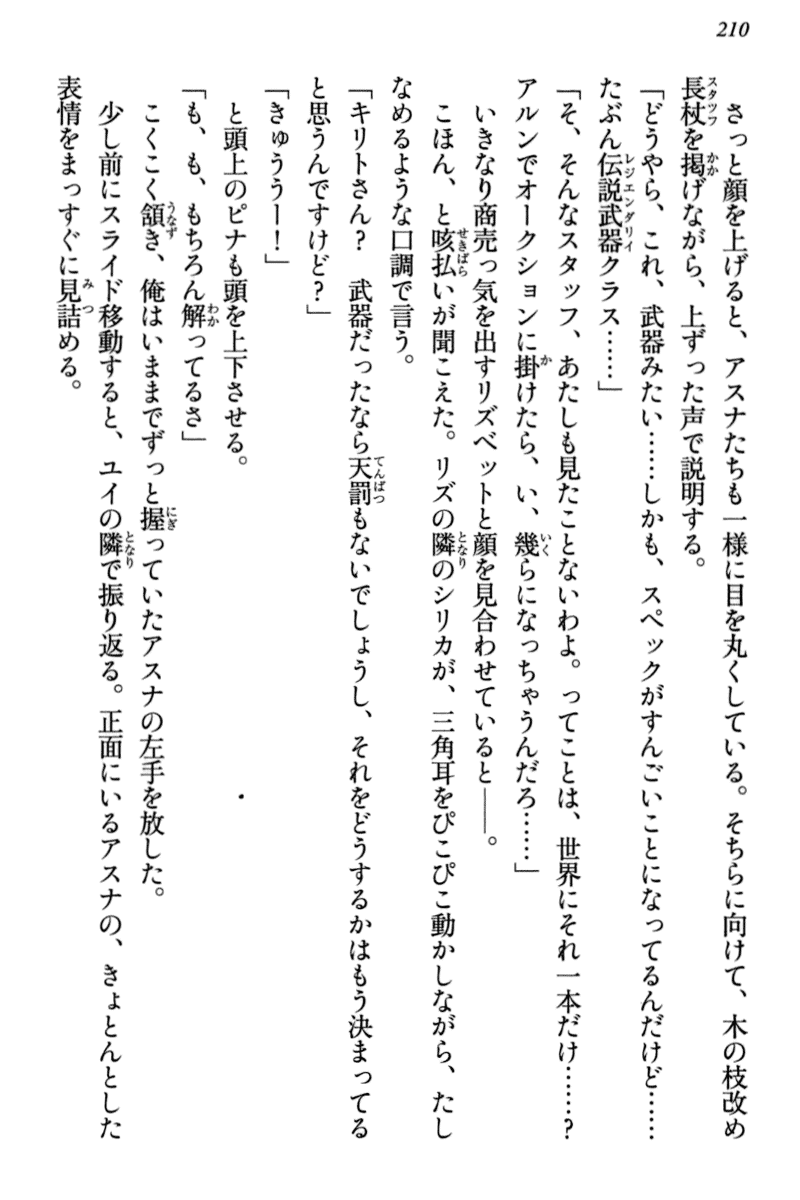 210
さっと顔を上げると、アスナたちも一様に目を丸くしている。そちらに向けて、木の枝改め
長杖を掲げながら、上ずった声で説明する。
「どうやら、これ、武器みたい……しかも、スペックがすんごいことになってるんだけど……
たぶん伝説武器クラス……」
「そ、そんなスタッフ、あたしも見たことないわよ。ってことは、世界にそれ一本だけ……？
アルンでオークションに掛けたら、い、幾らになっちゃうんだろ……」
いきなり商売っ気を出すリズベットと顔を見合わせていると――。
こほん、と咳払いが聞こえた。リズの隣のシリカが、三角耳をぴこぴこ動かしながら、たし
なめるような口調で言う。
「キリトさん？　武器だったなら天罰もないでしょうし、それをどうするかはもう決まってる
と思うんですけど？」
「きゅううー！」
と頭上のピナも頭を上下させる。
「も、も、もちろん解ってるさ」
こくこく頷き、俺はいままでずっと握っていたアスナの左手を放した。
少し前にスライド移動すると、ユイの隣で振り返る。正面にいるアスナの、きょとんとした
表情をまっすぐに見詰める。